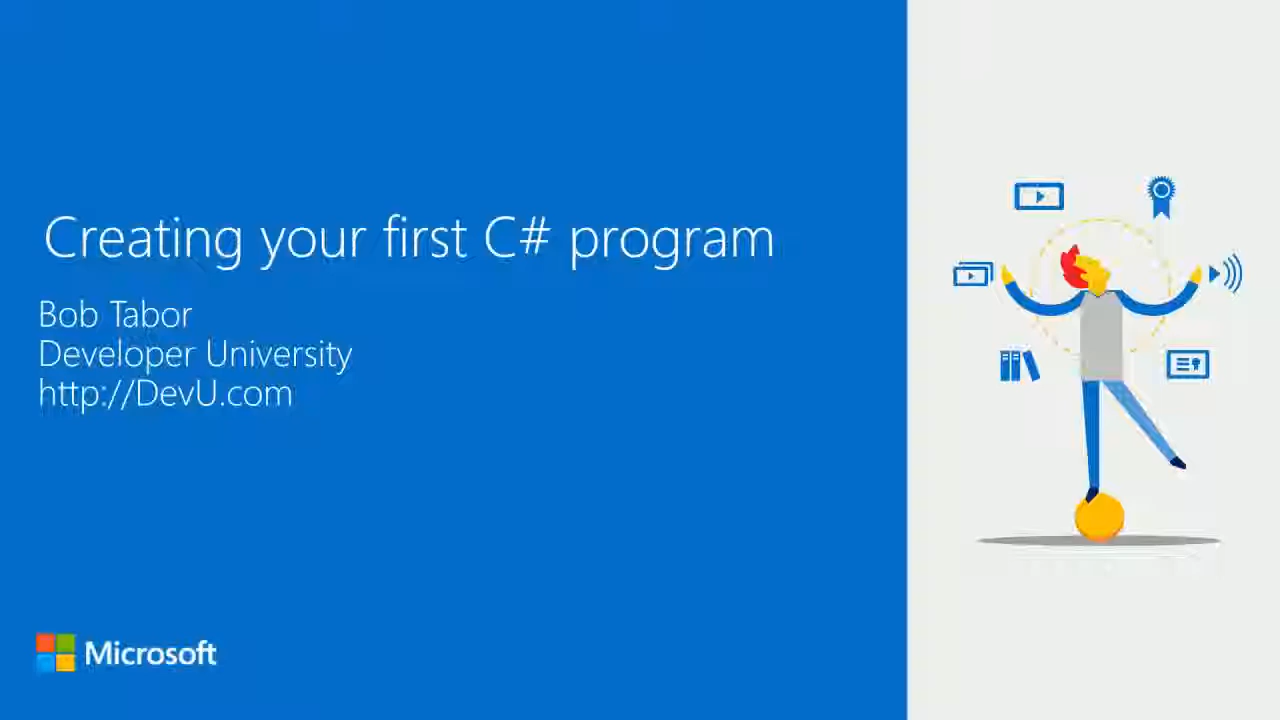 Creating your first C# program
Bob Tabor
Developer University
http://DevU.com
Microsoft